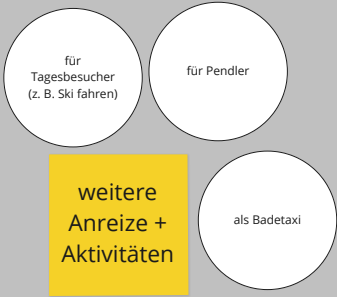 für
Tagesbesucher
(z. B. Ski fahren)
für Pendler
weitere
Anreize +
Aktivitäten
als Badetaxi